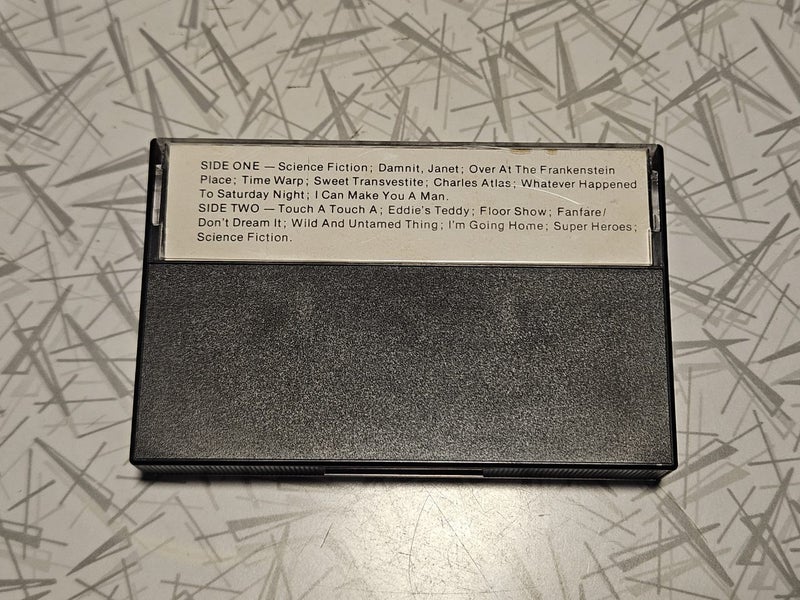 SIDE ONE — Science Fiction; Damnit, Janet; Over At The Frankenstein
Place; Time Warp; Sweet Transvestite; Charles Atlas; Whatever Happened
To Saturday Night; I Can Make You A Man.
SIDE TWO — Touch A Touch A; Eddie's Teddy; Floor Show; Fanfare/
Don't Dream It; Wild And Untamed Thing; I'm Going Home; Super Heroes;
Science Fiction.